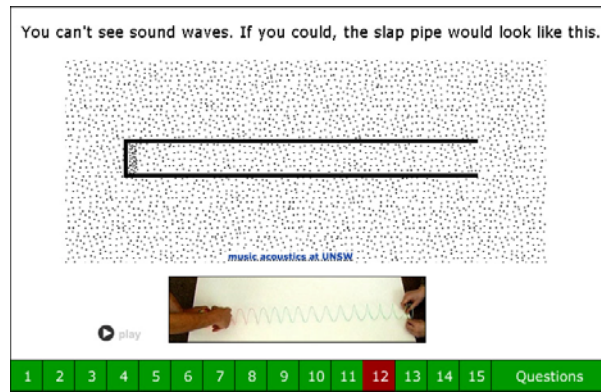 You can't see sound waves. If you could, the slap pipe would look like this.
music acoustics at UNSW
play
1 2 3 4 5 6 7 8 9 10 11 12 13 14 15 Questions